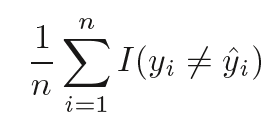 $\frac{1}{n} \sum_{i=1}^{n} I(y_i \neq \hat{y}_i)$